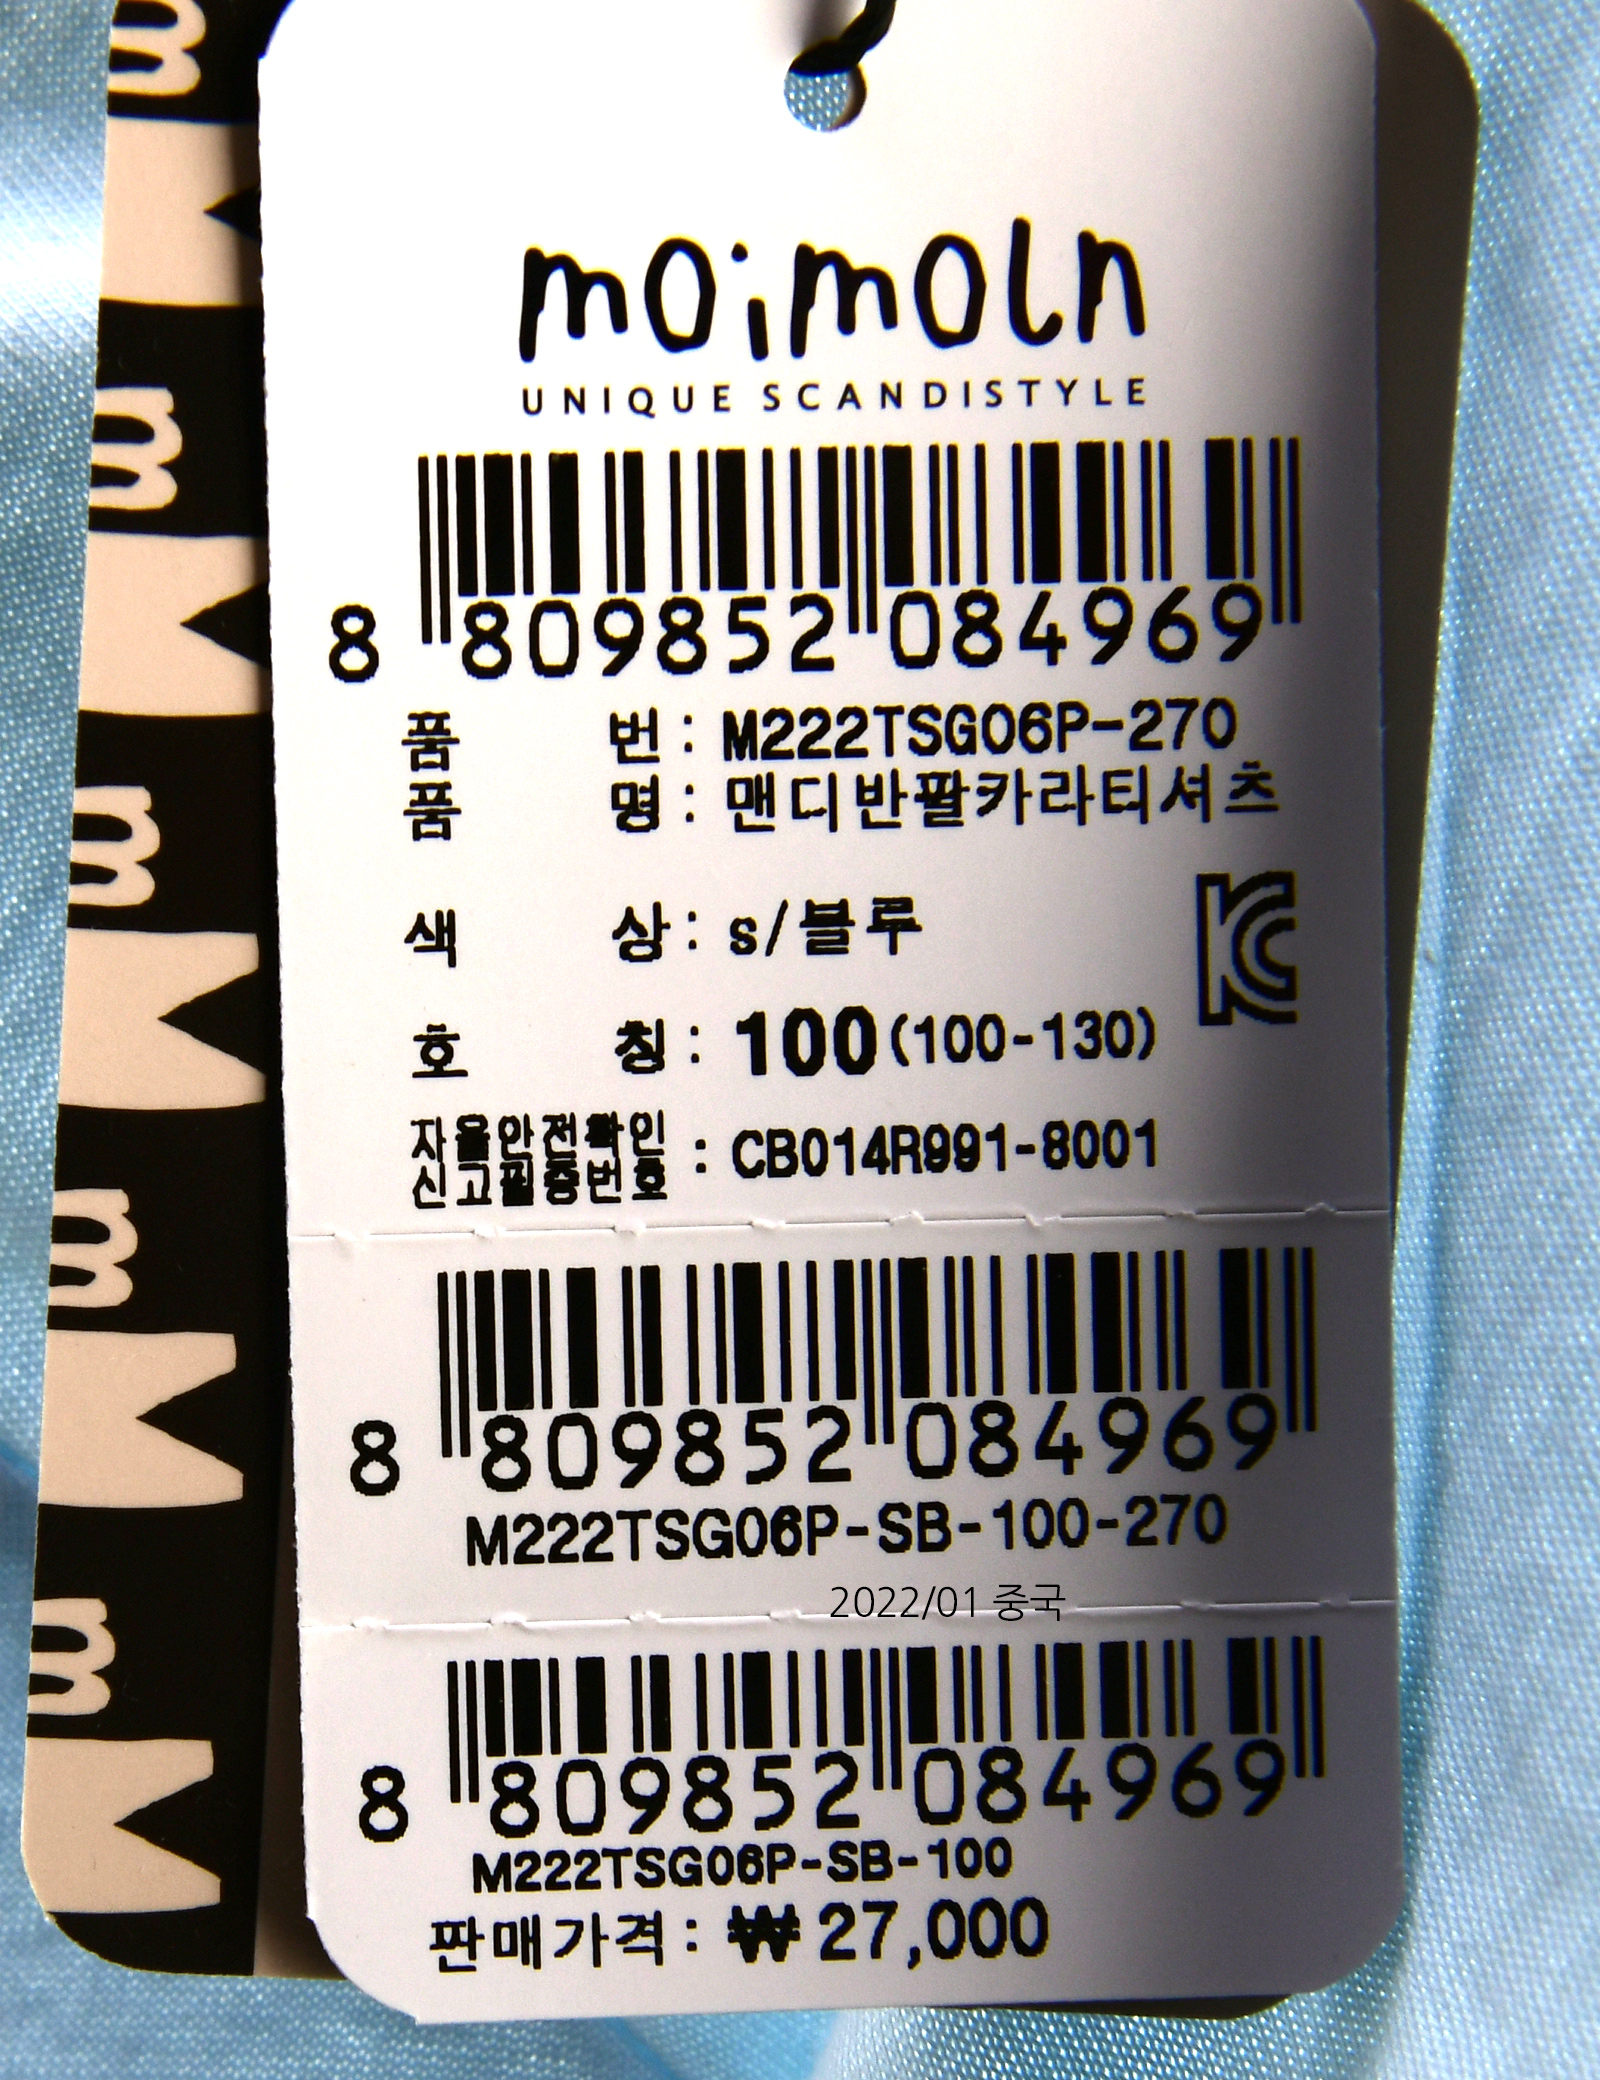 moimoln
UNIQUE SCANDISTYLE
8 809852 084969
품 번 : M222TSG06P-270
품 명 : 맨디반팔카라티셔츠
색 상 : s/블루
호 칭 : 100(100-130)
자율안전확인
신고필증번호 : CB014R991-8001
8 809852 084969
M222TSG06P-SB-100-270
2022/01 중국
8 809852 084969
M222TSG06P-SB-100
판매가격 : ₩ 27,000